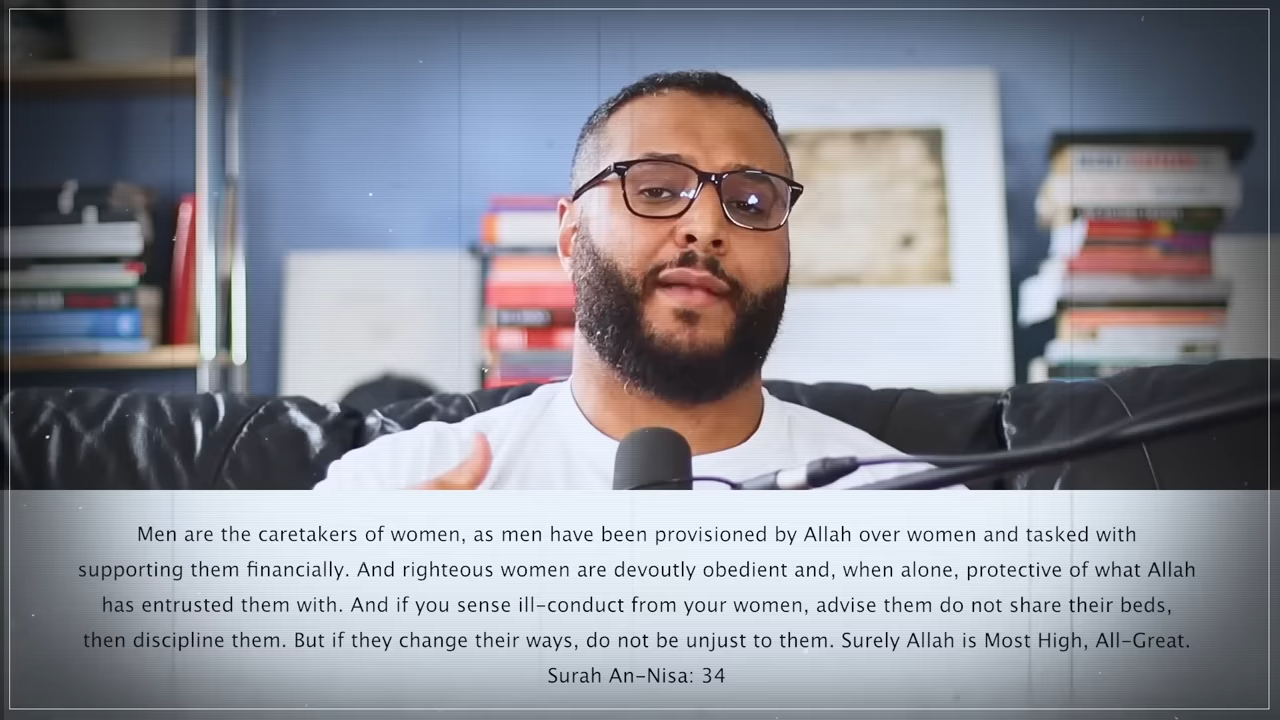 Men are the caretakers of women, as men have been provisioned by Allah over women and tasked with
supporting them financially. And righteous women are devoutly obedient and, when alone, protective of what Allah
has entrusted them with. And if you sense ill-conduct from your women, advise them do not share their beds,
then discipline them. But if they change their ways, do not be unjust to them. Surely Allah is Most High, All-Great.
Surah An-Nisa: 34